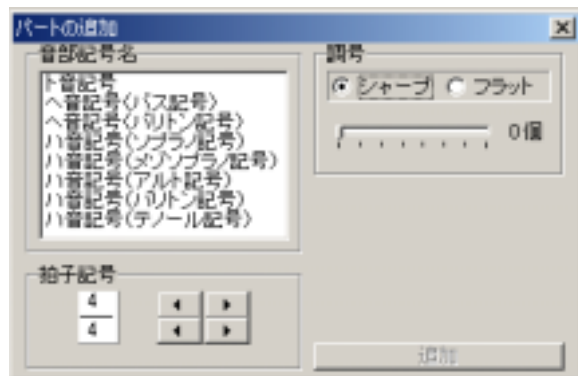 パートの追加
音部記号名
ト音記号
ヘ音記号(バス記号)
ヘ音記号(バリトン記号)
ハ音記号(ソプラノ記号)
ハ音記号(メゾソプラノ記号)
ハ音記号(アルト記号)
ハ音記号(バリトン記号)
ハ音記号(テノール記号)
調号
シャープ フラット
0個
拍子記号
4
4
追加